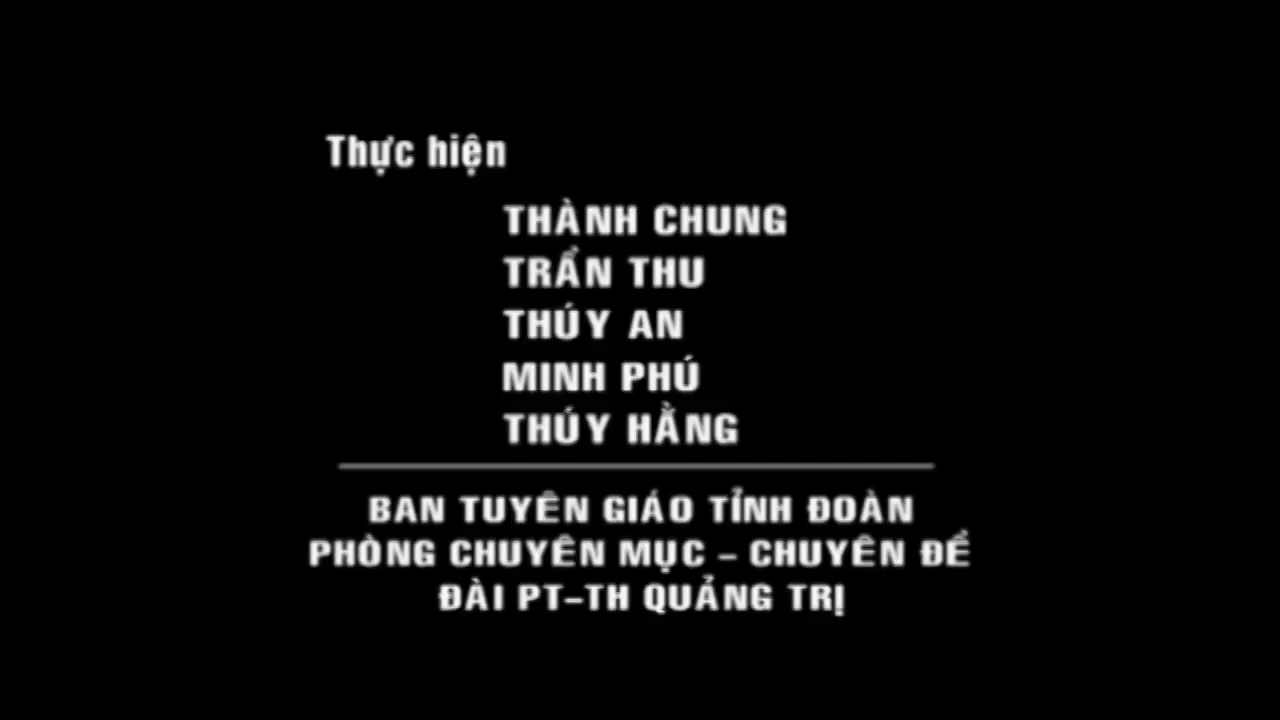 Thực hiện
THÀNH CHUNG
TRẦN THU
THÚY AN
MINH PHÚ
THÚY HẰNG
BAN TUYÊN GIÁO TỈNH ĐOÀN
PHÒNG CHUYÊN MỤC – CHUYÊN ĐỀ
ĐÀI PT–TH QUẢNG TRỊ